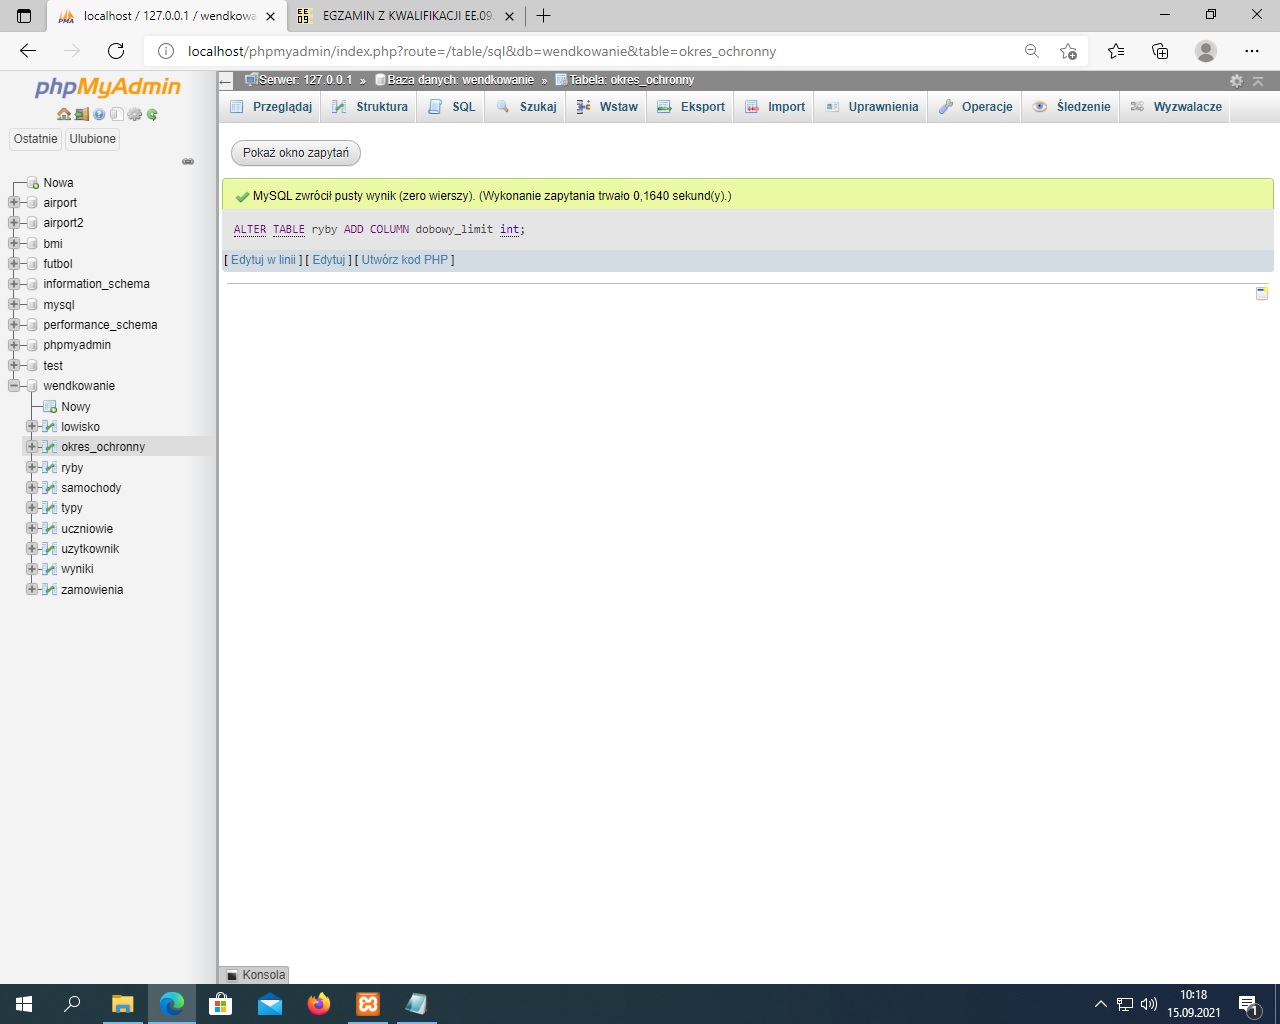 localhost / 127.0.0.1 / wendkowa
EE 09 EGZAMIN Z KWALIFIKACJI EE.09.
localhost/phpmyadmin/index.php?route=/table/sql&db=wendkowanie&table=okres_ochronny
phpMyAdmin
Ostatnie Ulubione
Nowa
airport
airport2
bmi
futbol
information_schema
mysql
performance_schema
phpmyadmin
test
wendkowanie
Nowy
lowisko
okres_ochronny
ryby
samochody
typy
uczniowie
uzytkownik
wyniki
zamowienia
Serwer: 127.0.0.1 » Baza danych: wendkowanie » Tabela: okres_ochronny
Przeglądaj Struktura SQL Szukaj Wstaw Eksport Import Uprawnienia Operacje Śledzenie Wyzwalacze
Pokaż okno zapytań
MySQL zwrócił pusty wynik (zero wierszy). (Wykonanie zapytania trwało 0,1640 sekund(y).)
ALTER TABLE ryby ADD COLUMN dobowy_limit int;
[ Edytuj w linii ] [ Edytuj ] [ Utwórz kod PHP ]
Konsola
10:18
15.09.2021
1